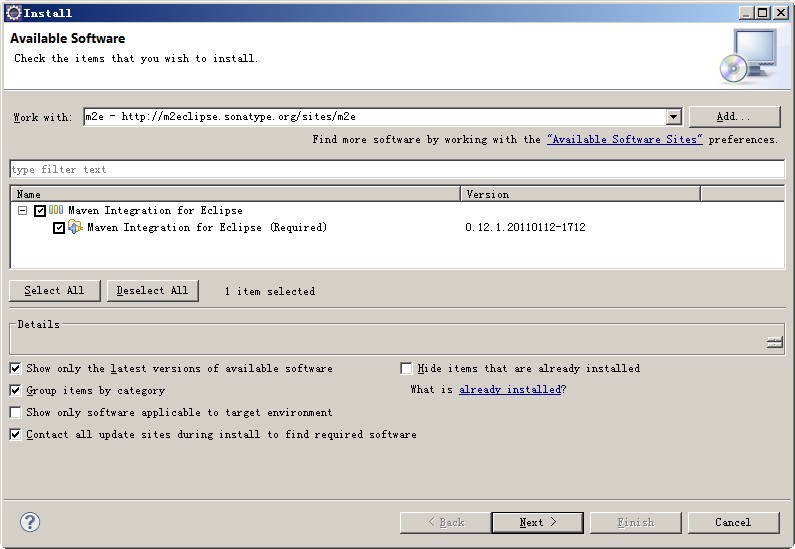 Install
Available Software
Check the items that you wish to install.
Work with: m2e - http://m2eclipse.sonatype.org/sites/m2e Add...
Find more software by working with the "Available Software Sites" preferences.
type filter text
Name Version
Maven Integration for Eclipse
Maven Integration for Eclipse (Required) 0.12.1.20110112-1712
Select All Deselect All 1 item selected
Details
Show only the latest versions of available software Hide items that are already installed
Group items by category What is already installed?
Show only software applicable to target environment
Contact all update sites during install to find required software
? < Back Next > Finish Cancel